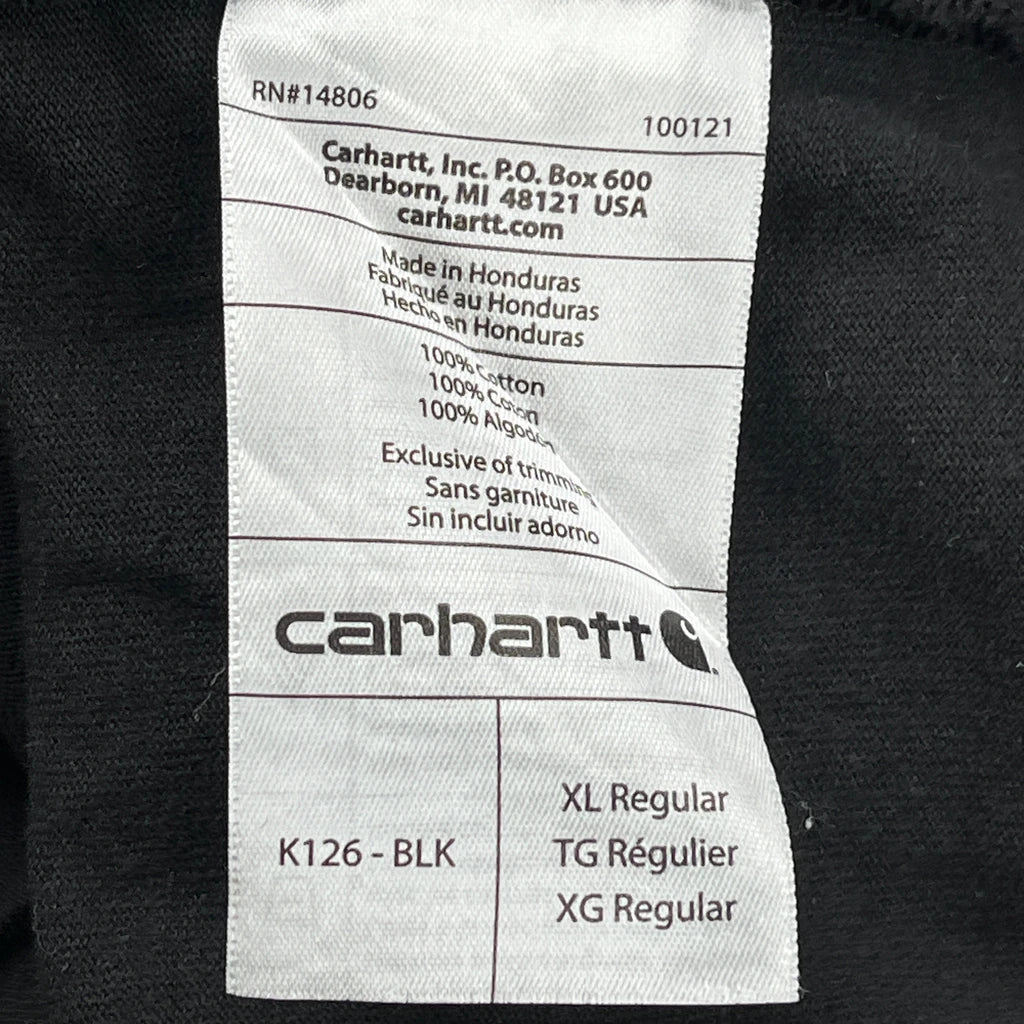 RN#14806
100121
Carhartt, Inc. P.O. Box 600
Dearborn, MI 48121 USA
carhartt.com
Made in Honduras
Fabriqué au Honduras
Hecho en Honduras
100% Cotton
100% Coton
100% Algodón
Exclusive of trimming
Sans garniture
Sin incluir adorno
carhartt
K126 - BLK
XL Regular
TG Régulier
XG Regular